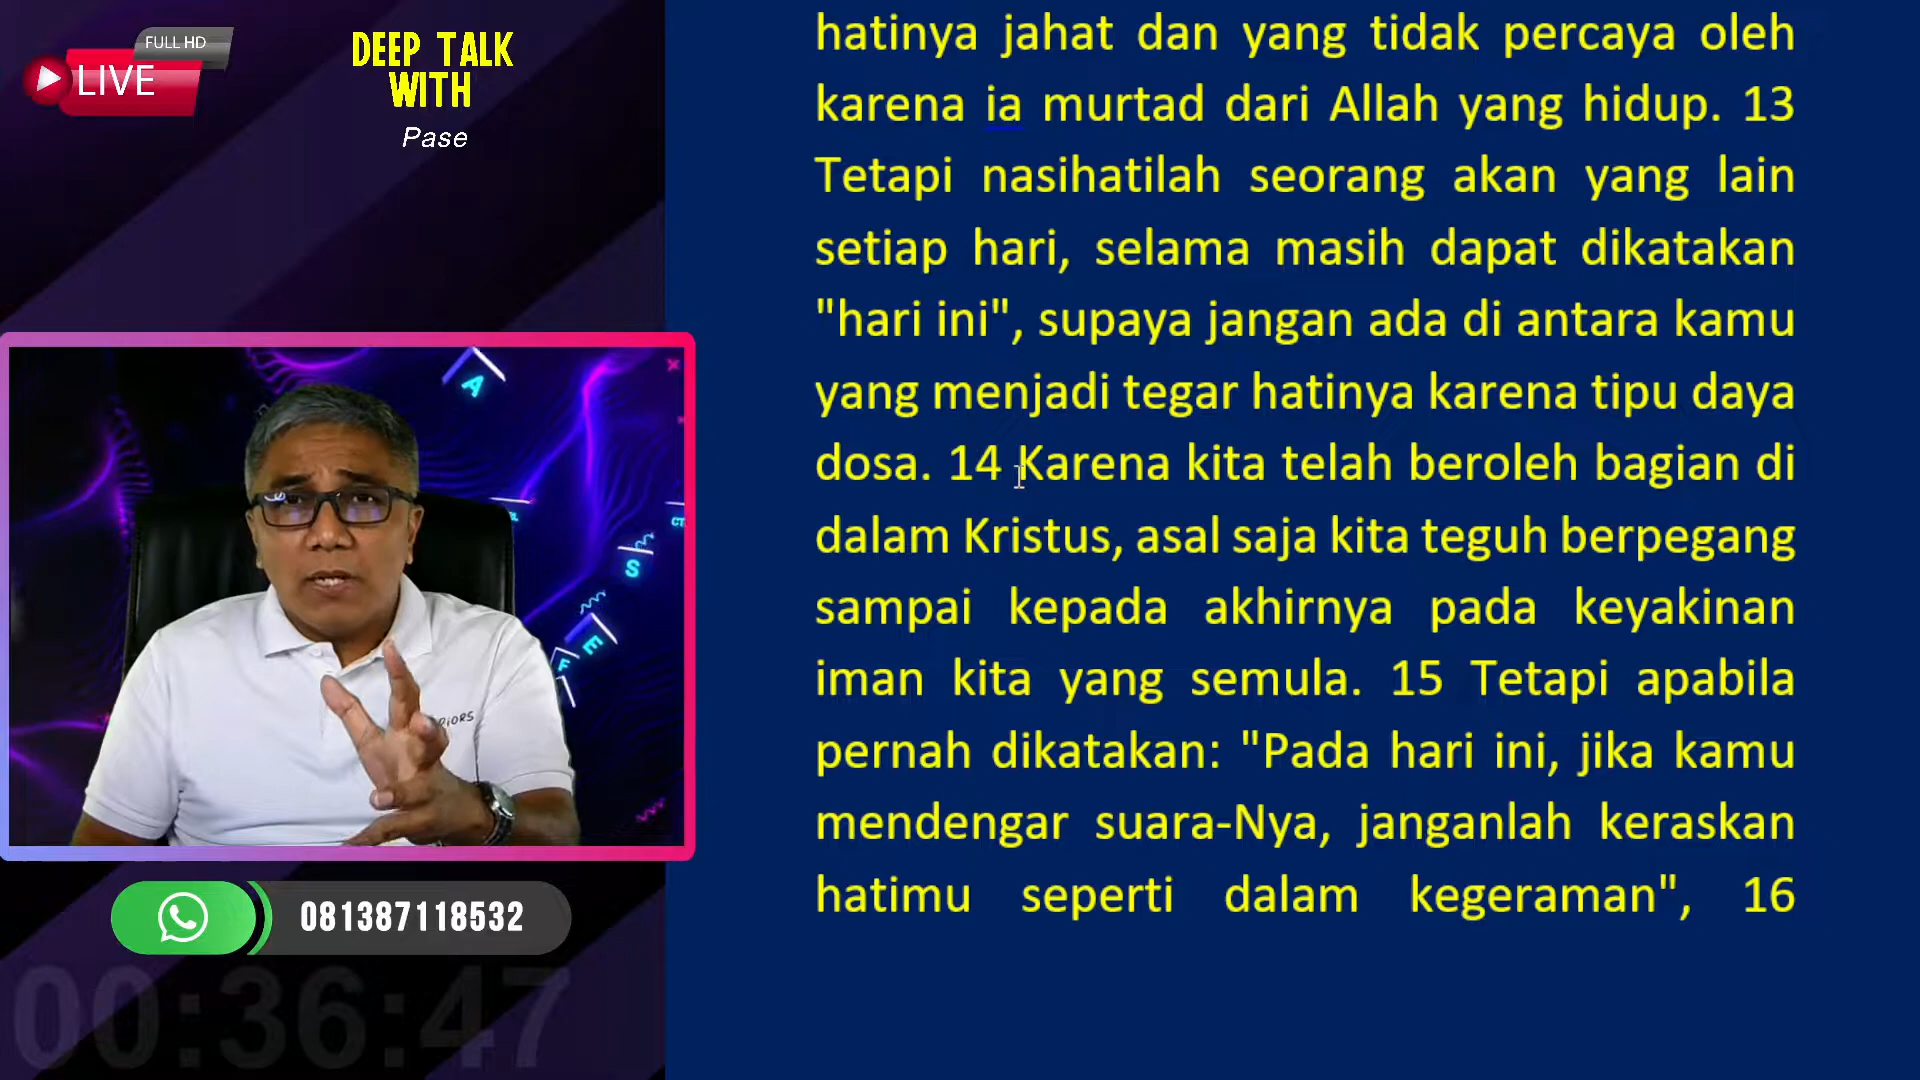 FULL HD
LIVE
DEEP TALK
WITH
Pase
hatinya jahat dan yang tidak percaya oleh
karena ia murtad dari Allah yang hidup. 13
Tetapi nasihatilah seorang akan yang lain
setiap hari, selama masih dapat dikatakan
"hari ini", supaya jangan ada di antara kamu
yang menjadi tegar hatinya karena tipu daya
dosa. 14 Karena kita telah beroleh bagian di
dalam Kristus, asal saja kita teguh berpegang
sampai kepada akhirnya pada keyakinan
iman kita yang semula. 15 Tetapi apabila
pernah dikatakan: "Pada hari ini, jika kamu
mendengar suara-Nya, janganlah keraskan
hatimu seperti dalam kegeraman", 16
A
S
E
F
081387118532
00:36:47